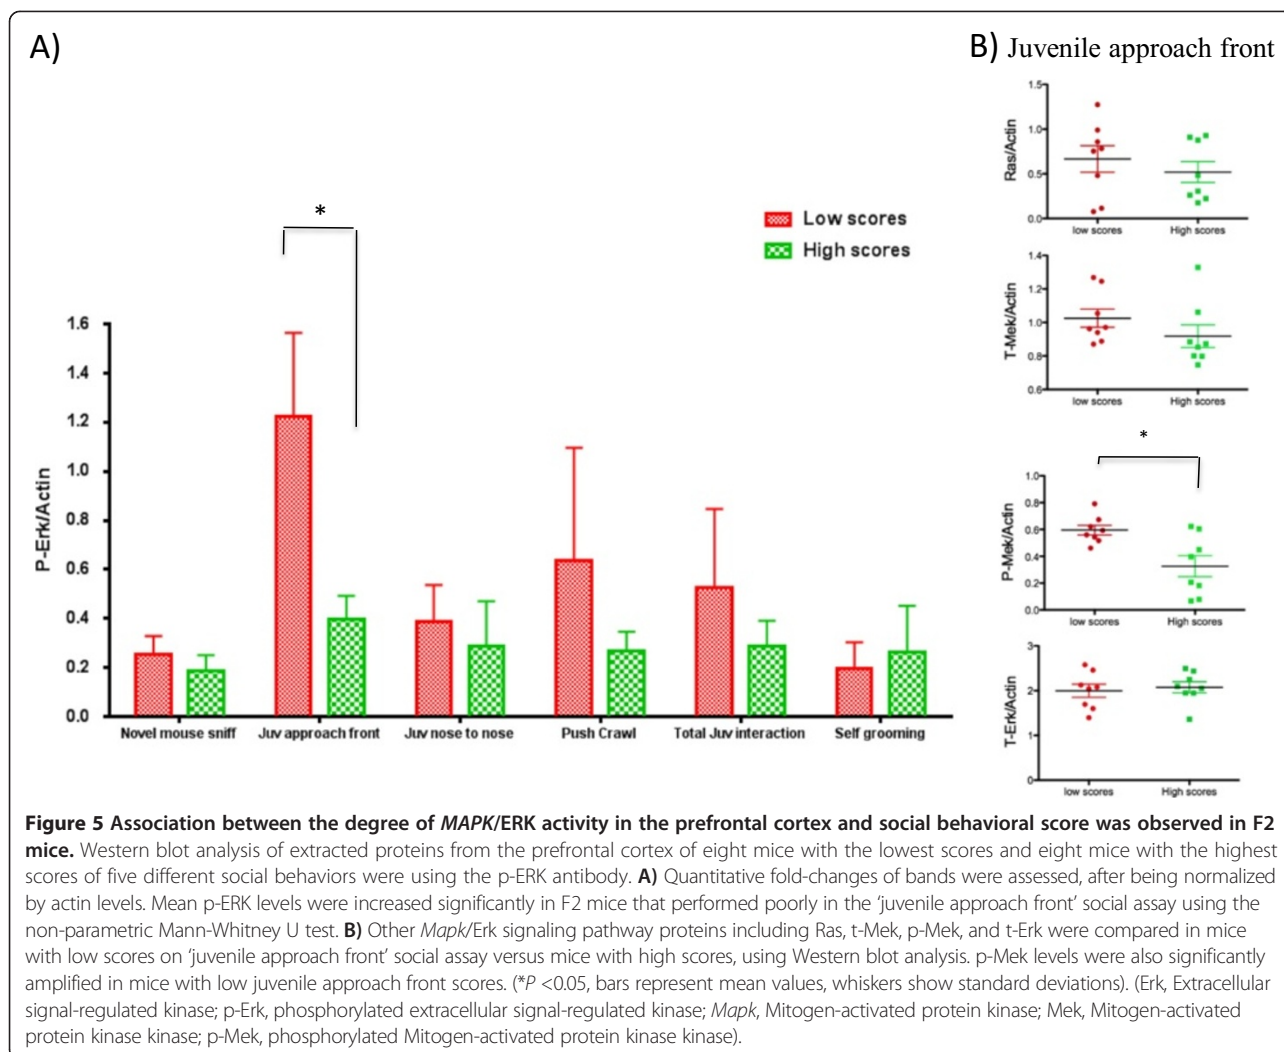 A)
B) Juvenile approach front
*
Low scores
High scores
P-Erk/Actin
1.6
1.4
1.2
1.0
0.8
0.6
0.4
0.2
0.0
Novel mouse sniff
Juv approach front
Juv nose to nose
Push Crawl
Total Juv interaction
Self grooming
Ras/Actin
1.5
1.0
0.5
0.0
low scores
High scores
T-Mek/Actin
1.4
1.2
1.0
0.8
0.6
low scores
High scores
*
P-Mek/Actin
1.0
0.8
0.6
0.4
0.2
0.0
low scores
High scores
T-Erk/Actin
3
2
1
0
low scores
High scores
Figure 5 Association between the degree of MAPK/ERK activity in the prefrontal cortex and social behavioral score was observed in F2
mice. Western blot analysis of extracted proteins from the prefrontal cortex of eight mice with the lowest scores and eight mice with the highest
scores of five different social behaviors were using the p-ERK antibody. A) Quantitative fold-changes of bands were assessed, after being normalized
by actin levels. Mean p-ERK levels were increased significantly in F2 mice that performed poorly in the ‘juvenile approach front’ social assay using the
non-parametric Mann-Whitney U test. B) Other Mapk/Erk signaling pathway proteins including Ras, t-Mek, p-Mek, and t-Erk were compared in mice
with low scores on ‘juvenile approach front’ social assay versus mice with high scores, using Western blot analysis. p-Mek levels were also significantly
amplified in mice with low juvenile approach front scores. (*P <0.05, bars represent mean values, whiskers show standard deviations). (Erk, Extracellular
signal-regulated kinase; p-Erk, phosphorylated extracellular signal-regulated kinase; Mapk, Mitogen-activated protein kinase; Mek, Mitogen-activated
protein kinase kinase; p-Mek, phosphorylated Mitogen-activated protein kinase kinase).